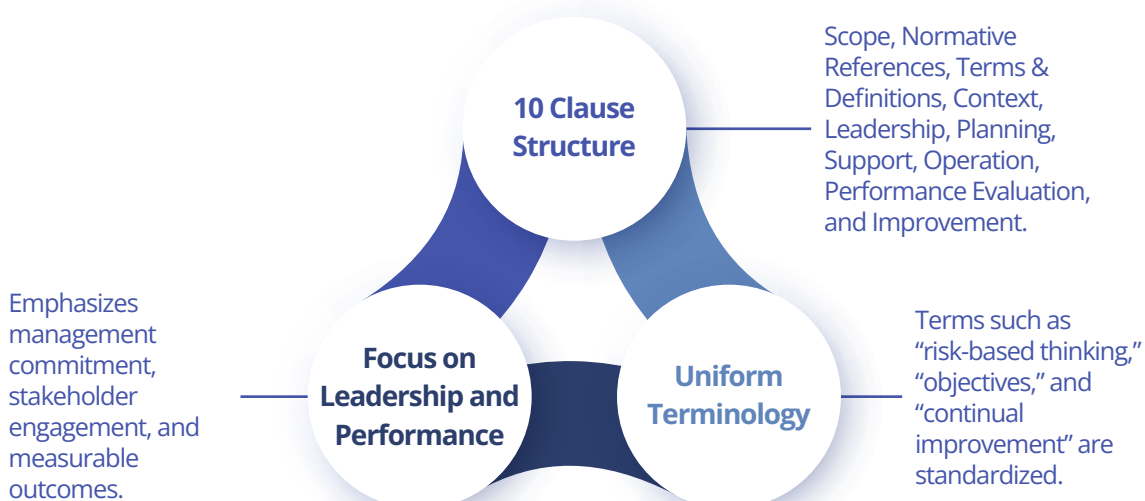 10 Clause
Structure
Scope, Normative
References, Terms &
Definitions, Context,
Leadership, Planning,
Support, Operation,
Performance Evaluation,
and Improvement.
Emphasizes
management
commitment,
stakeholder
engagement, and
measurable
outcomes.
Focus on
Leadership and
Performance
Uniform
Terminology
Terms such as
“risk-based thinking,”
“objectives,” and
“continual
improvement” are
standardized.